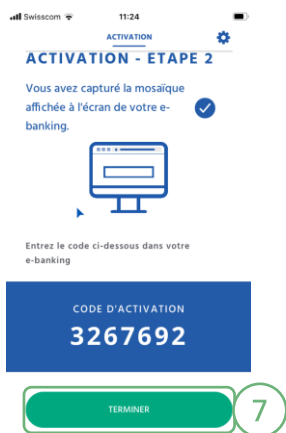 Swisscom 11:24
ACTIVATION
ACTIVATION - ETAPE 2
Vous avez capturé la mosaïque
affichée à l'écran de votre e-
banking.
Entrez le code ci-dessous dans votre
e-banking
CODE D'ACTIVATION
3267692
TERMINER
7